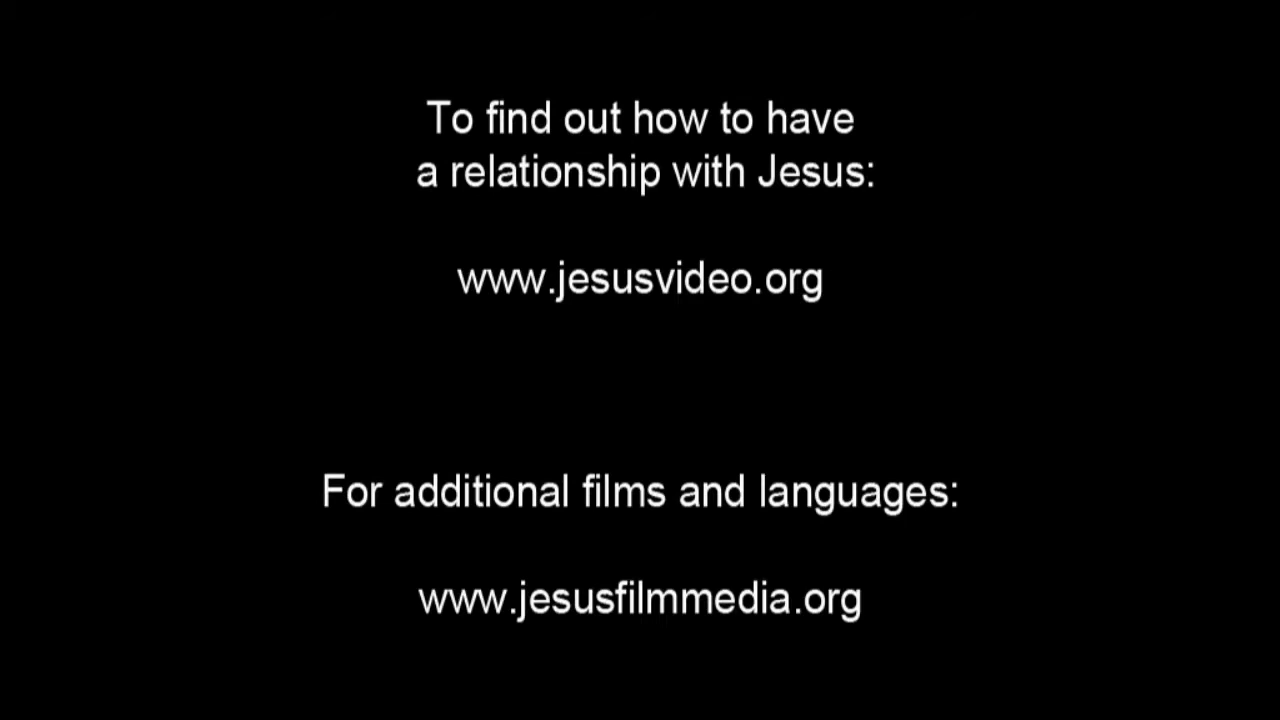 To find out how to have
a relationship with Jesus:
www.jesusvideo.org
For additional films and languages:
www.jesusfilmmedia.org